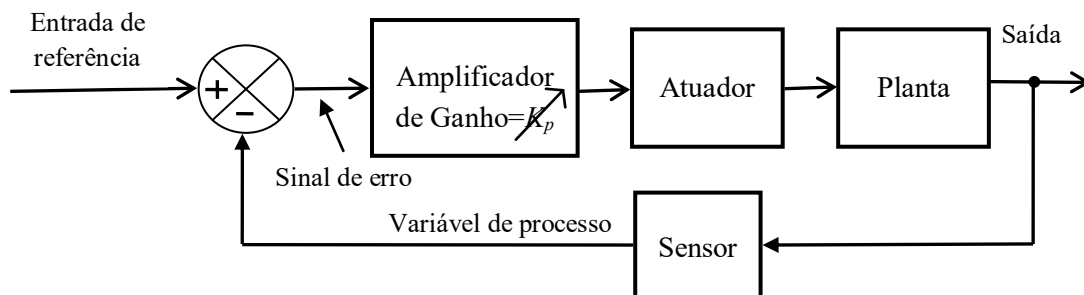 Entrada de
referência
+
−
Sinal de erro
Amplificador
de Ganho=Kp
Atuador
Planta
Saída
Variável de processo
Sensor